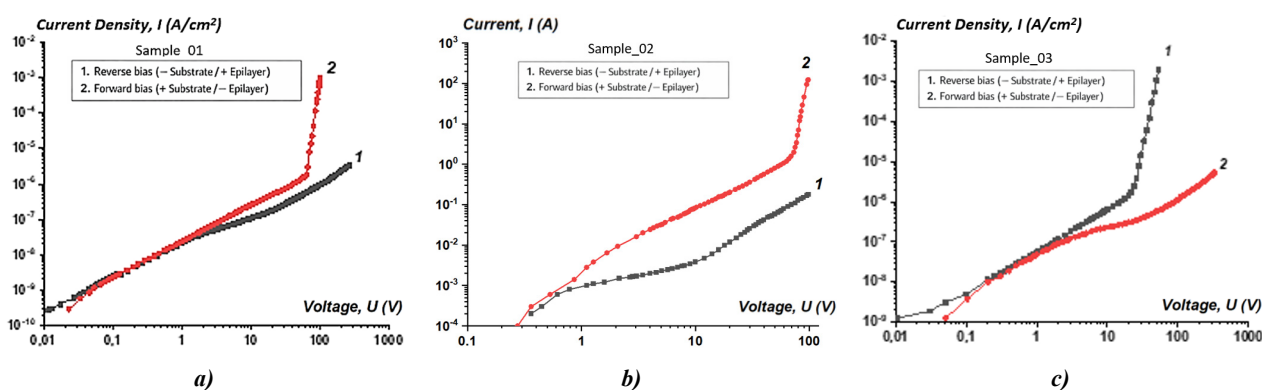 Current Density, I (A/cm²)
Sample_01
1. Reverse bias (− Substrate/+ Epilayer)
2. Forward bias (+ Substrate/− Epilayer)
10⁻²
10⁻³
10⁻⁴
10⁻⁵
10⁻⁶
10⁻⁷
10⁻⁸
10⁻⁹
10⁻¹⁰
2
1
Voltage, U (V)
0,01 0,1 1 10 100 1000
a)
Current, I (A)
Sample_02
1. Reverse bias (− Substrate/+ Epilayer)
2. Forward bias (+ Substrate/− Epilayer)
10³
10²
10¹
10⁰
10⁻¹
10⁻²
10⁻³
10⁻⁴
2
1
Voltage, U (V)
0.1 1 10 100
b)
Current Density, I (A/cm²)
Sample_03
1. Reverse bias (− Substrate/+ Epilayer)
2. Forward bias (+ Substrate/− Epilayer)
10⁻²
10⁻³
10⁻⁴
10⁻⁵
10⁻⁶
10⁻⁷
10⁻⁸
10⁻⁹
1
2
Voltage, U (V)
0,01 0,1 1 10 100 1000
c)